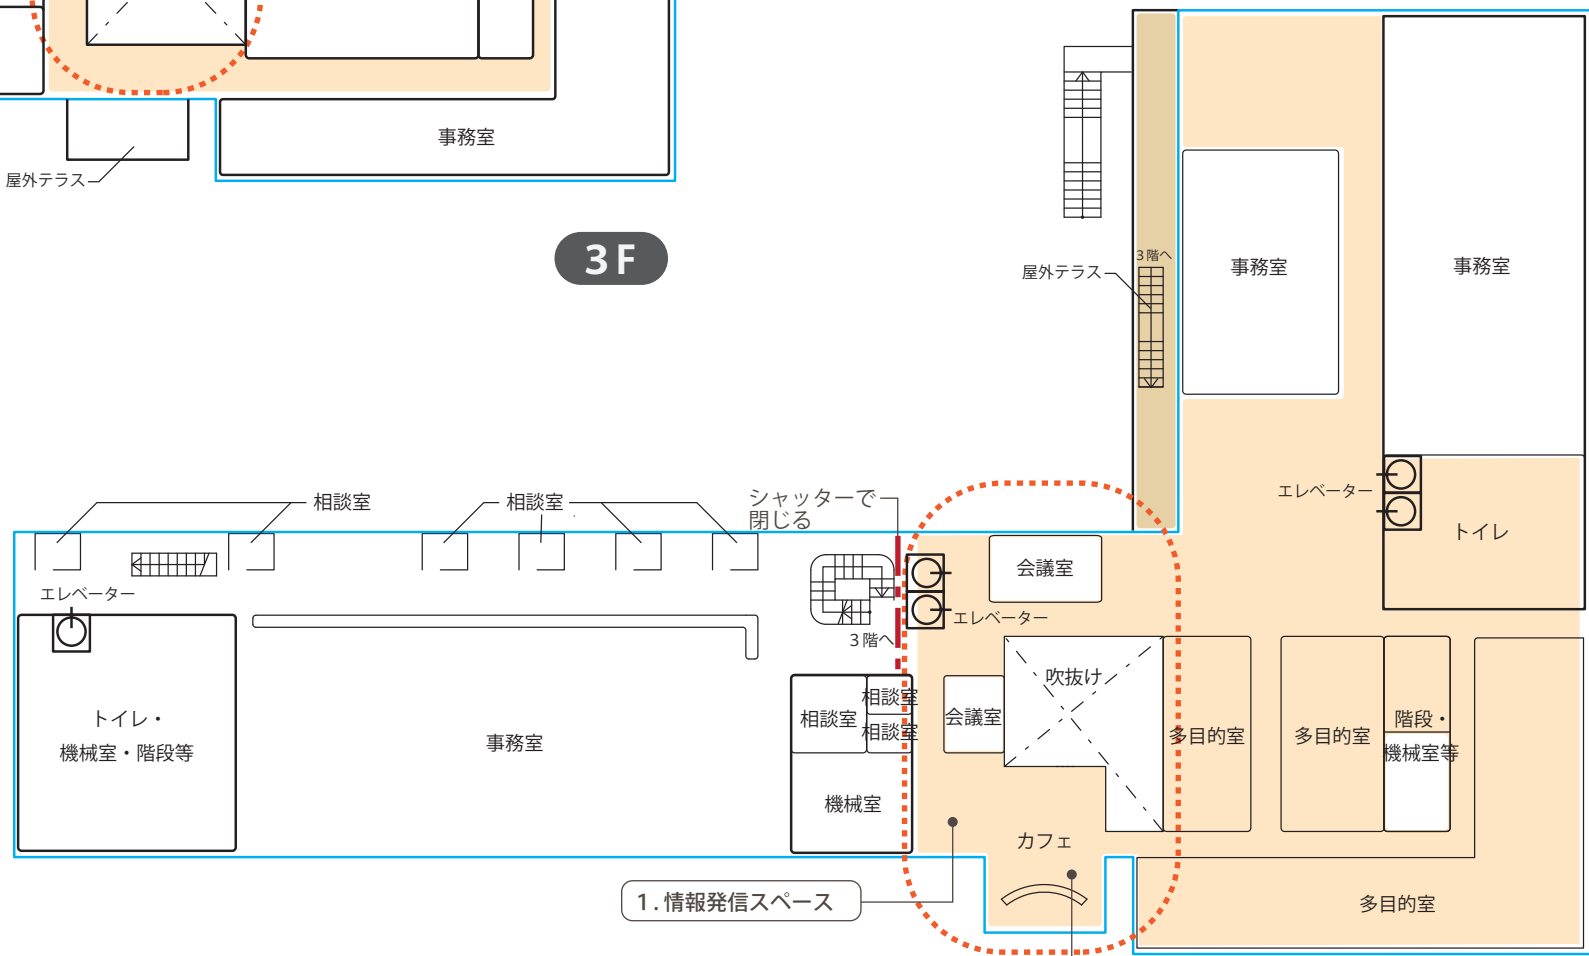 事務室
屋外テラス
3F
3階へ
屋外テラス
事務室
事務室
エレベーター
トイレ
相談室
相談室
シャッターで
閉じる
会議室
エレベーター
エレベーター
3階へ
吹抜け
相談室
相談室
相談室
会議室
トイレ・
機械室・階段等
事務室
多目的室
多目的室
階段・
機械室等
機械室
カフェ
1.情報発信スペース
多目的室